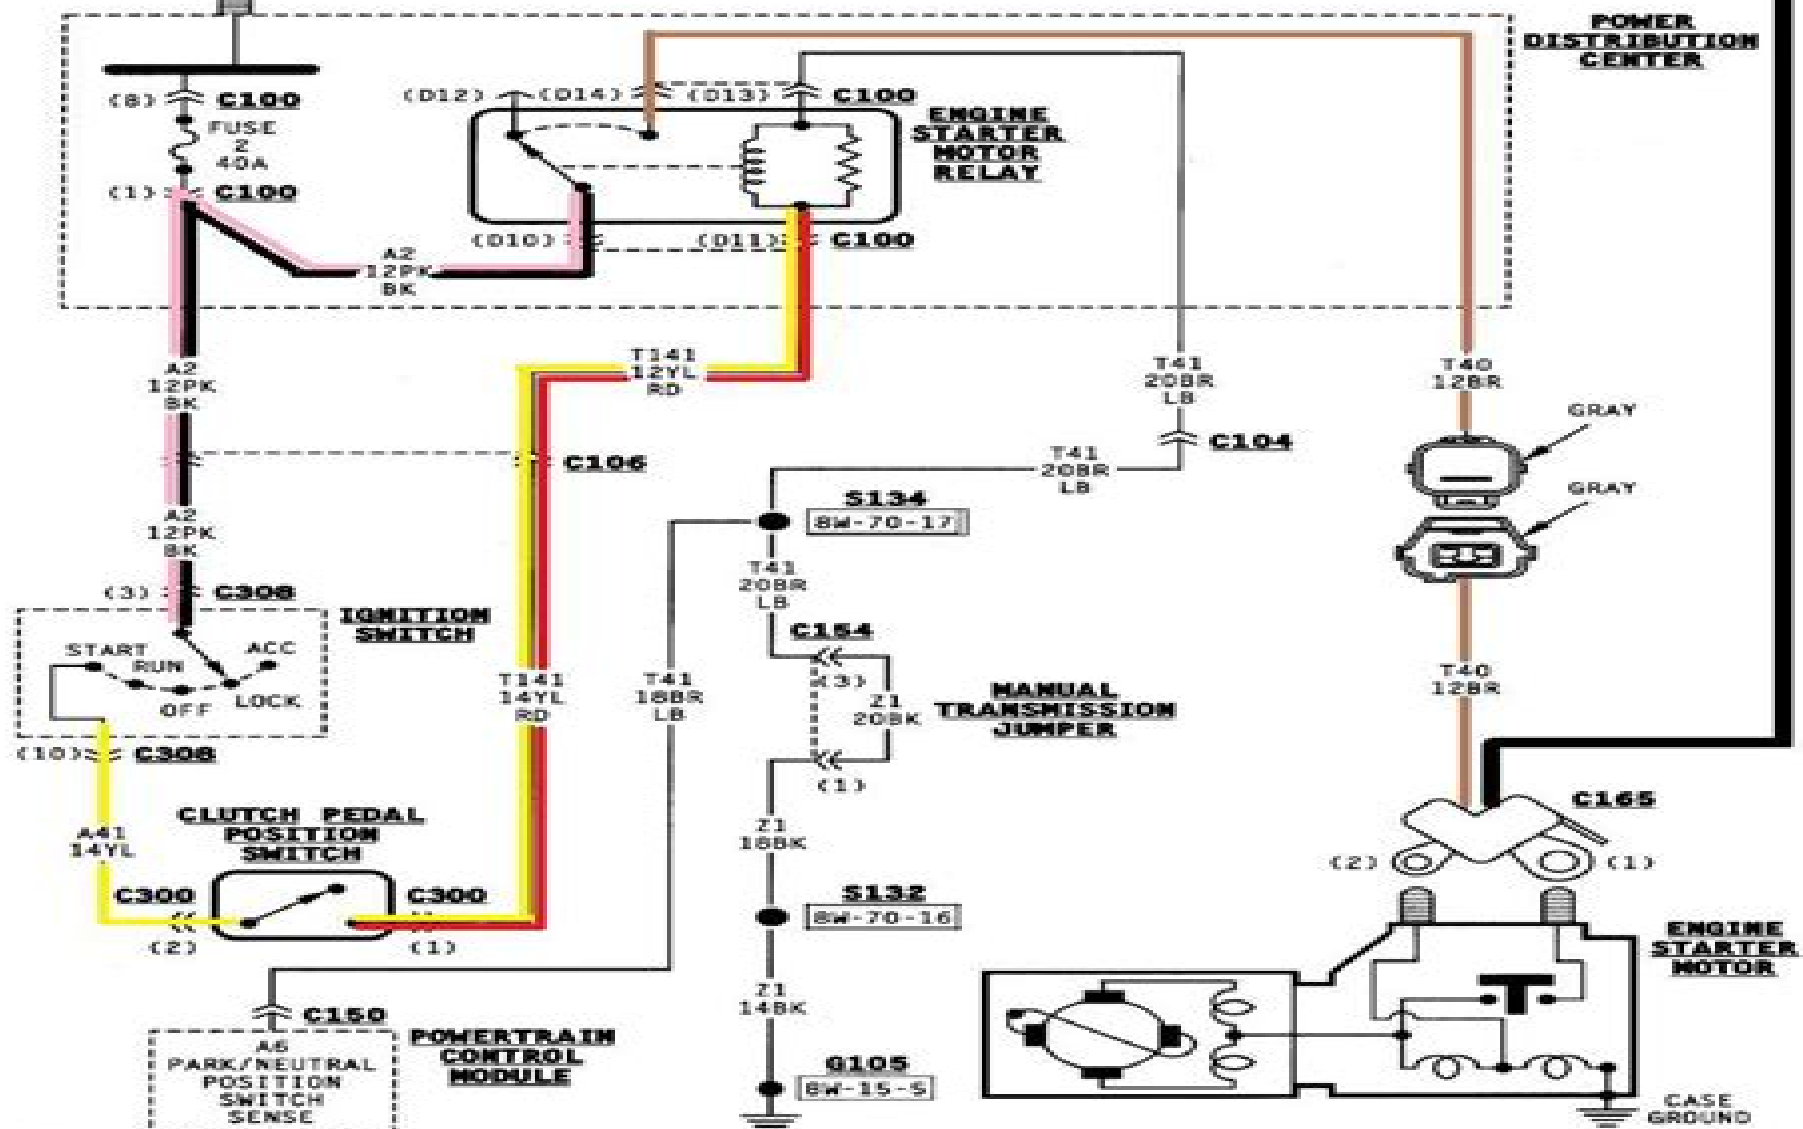 POWER
DISTRIBUTION
CENTER
(8)
C100
FUSE
2
40A
(1)
C100
(D12)
(D14)
(D13)
C100
ENGINE
STARTER
MOTOR
RELAY
(D10)
(D11)
C100
A2
12PK
BK
A2
12PK
BK
T141
12YL
RD
T41
20BR
LB
T40
12BR
GRAY
GRAY
C106
C104
T41
20BR
LB
S134
8W-70-17
A2
12PK
BK
T41
20BR
LB
(3)
C308
IGNITION
SWITCH
START
RUN
OFF
LOCK
ACC
(10)
C308
T141
14YL
RD
T41
18BR
LB
C154
(3)
Z1
20BK
(1)
MANUAL
TRANSMISSION
JUMPER
T40
12BR
CLUTCH PEDAL
POSITION
SWITCH
A41
14YL
C300
(2)
C300
(1)
Z1
18BK
C165
(2)
(1)
S132
8W-70-16
ENGINE
STARTER
MOTOR
Z1
14BK
C150
A6
PARK/NEUTRAL
POSITION
SWITCH
SENSE
POWERTRAIN
CONTROL
MODULE
G105
8W-15-5
CASE
GROUND